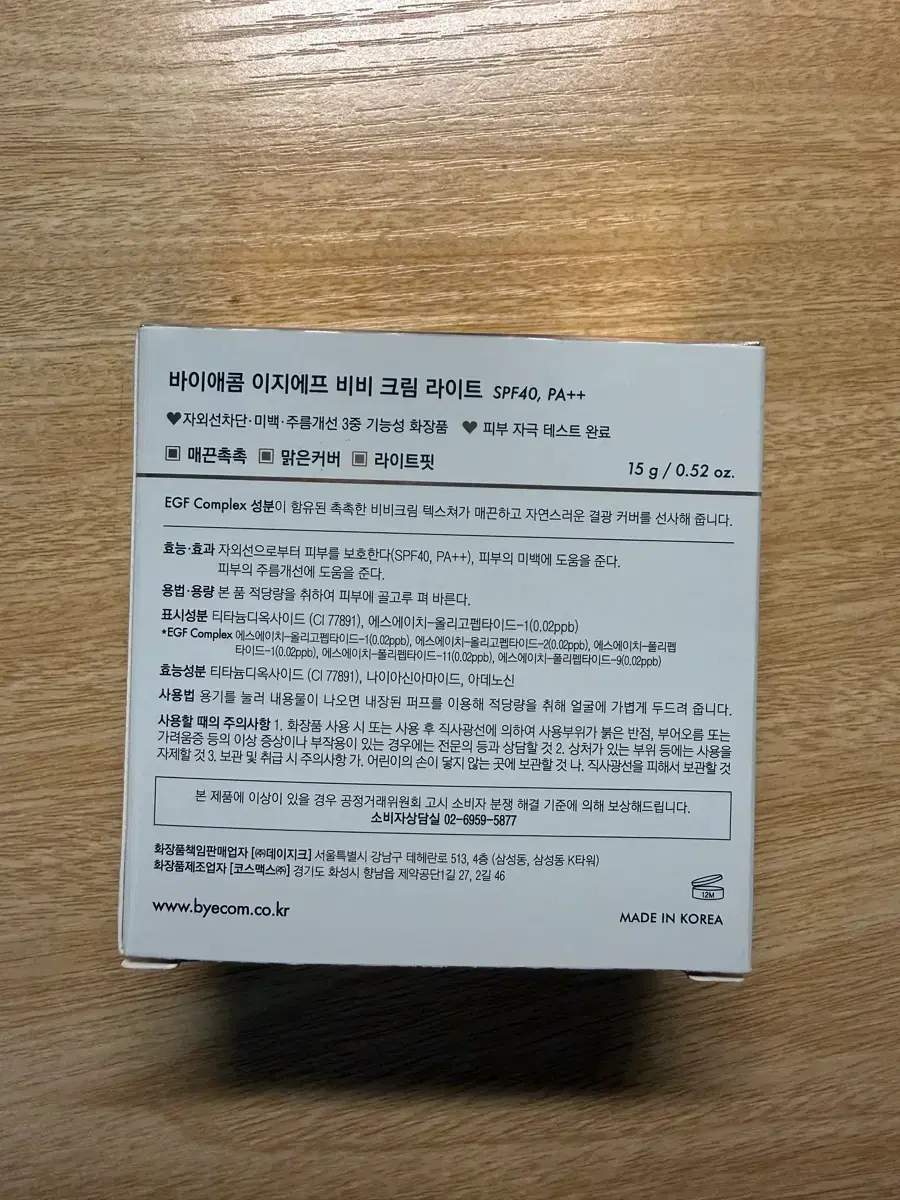 바이애콤 이지에프 비비 크림 라이트 SPF40, PA++
♥자외선차단·미백·주름개선 3중 기능성 화장품 ♥ 피부 자극 테스트 완료
매끈촉촉 맑은커버 라이트핏
15 g / 0.52 oz.
EGF Complex 성분이 함유된 촉촉한 비비크림 텍스쳐가 매끈하고 자연스러운 결광 커버를 선사해 줍니다.
효능·효과 자외선으로부터 피부를 보호한다(SPF40, PA++), 피부의 미백에 도움을 준다.
피부의 주름개선에 도움을 준다.
용법·용량 본 품 적당량을 취하여 피부에 골고루 펴 바른다.
표시성분 티타늄디옥사이드 (CI 77891), 에스에이치-올리고펩타이드-1(0.02ppb)
*EGF Complex 에스에이치-올리고펩타이드-1(0.02ppb), 에스에이치-올리고펩타이드-2(0.02ppb), 에스에이치-폴리펩
타이드-1(0.02ppb), 에스에이치-폴리펩타이드-11(0.02ppb), 에스에이치-폴리펩타이드-9(0.02ppb)
효능성분 티타늄디옥사이드 (CI 77891), 나이아신아마이드, 아데노신
사용법 용기를 눌러 내용물이 나오면 내장된 퍼프를 이용해 적당량을 취해 얼굴에 가볍게 두드려 줍니다.
사용할 때의 주의사항 1. 화장품 사용 시 또는 사용 후 직사광선에 의하여 사용부위가 붉은 반점, 부어오름 또는
가려움증 등의 이상 증상이나 부작용이 있는 경우에는 전문의 등과 상담할 것 2. 상처가 있는 부위 등에는 사용을
자제할 것 3. 보관 및 취급 시 주의사항 가. 어린이의 손이 닿지 않는 곳에 보관할 것 나. 직사광선을 피해서 보관할 것
본 제품에 이상이 있을 경우 공정거래위원회 고시 소비자 분쟁 해결 기준에 의해 보상해드립니다.
소비자상담실 02-6959-5877
화장품책임판매업자 [㈜데이지크] 서울특별시 강남구 테헤란로 513, 4층 (삼성동, 삼성동 K타워)
화장품제조업자 [코스맥스㈜] 경기도 화성시 향남읍 제약공단1길 27, 2길 46
12M
www.byecom.co.kr
MADE IN KOREA